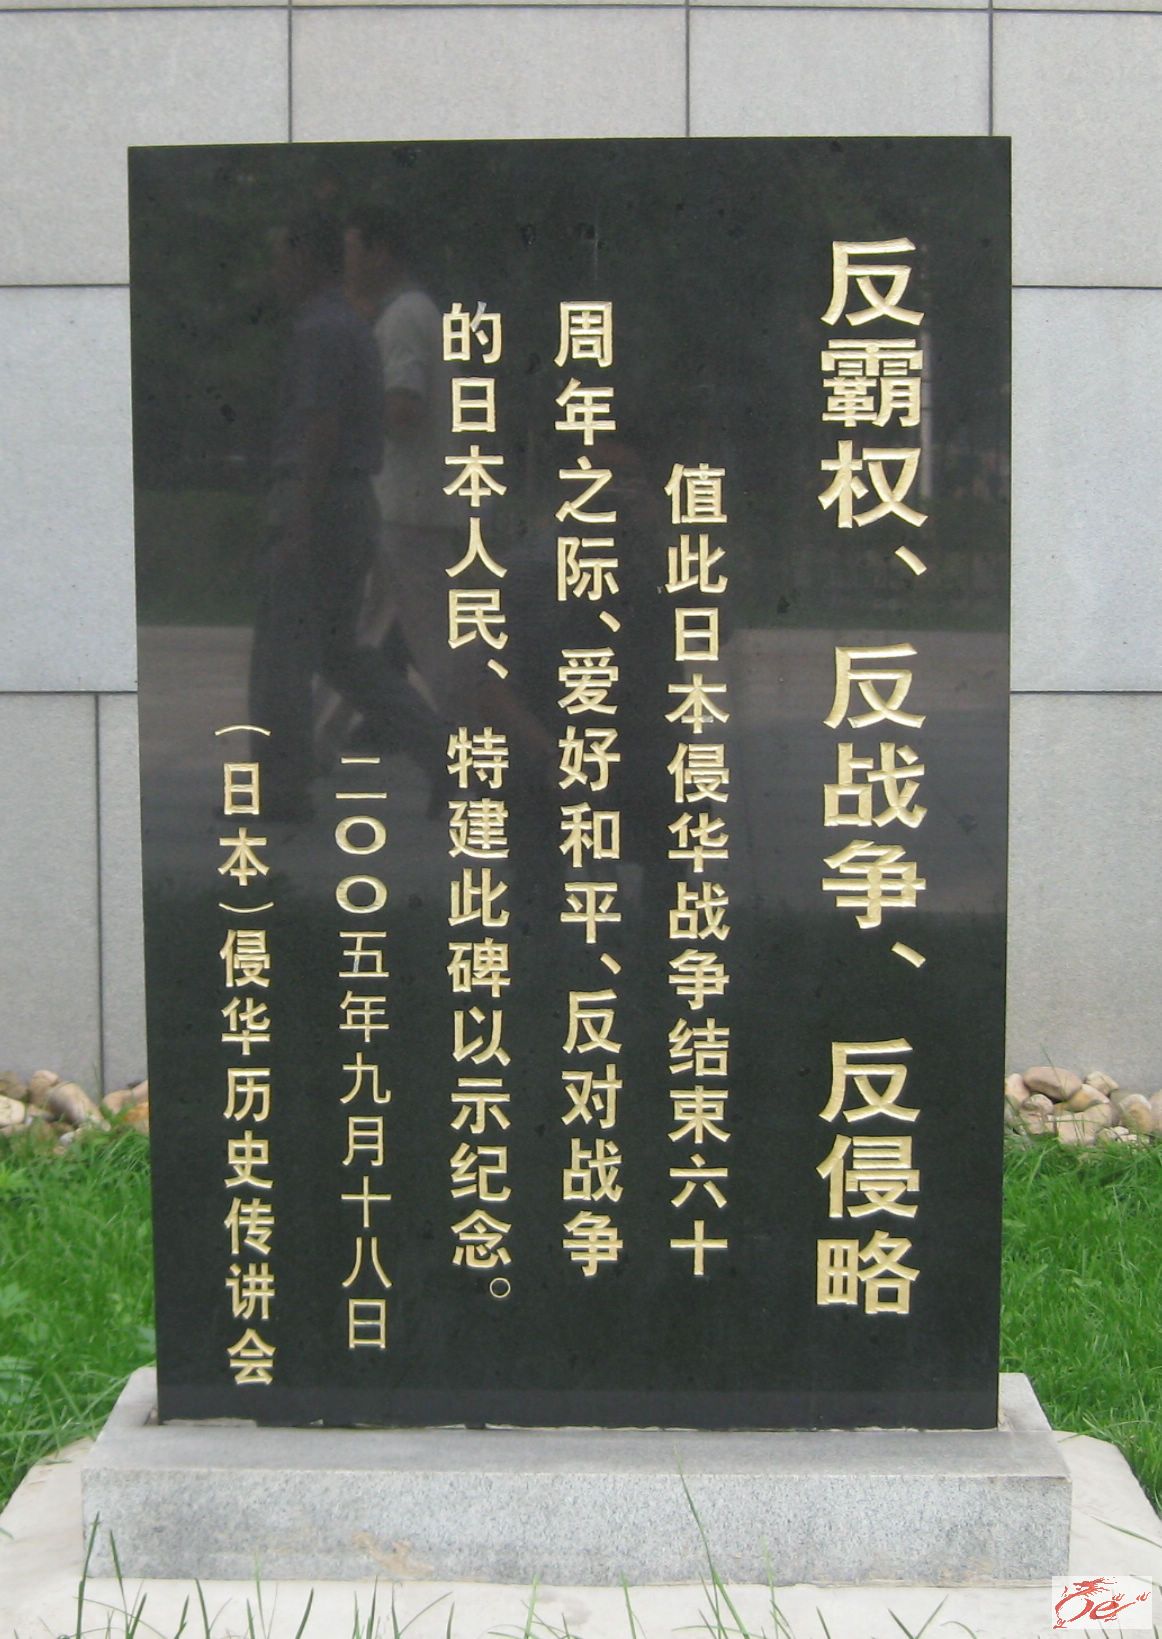 反霸权、反战争、反侵略
值此日本侵华战争结束六十
周年之际、爱好和平、反对战争
的日本人民、特建此碑以示纪念。
二〇〇五年九月十八日
（日本）侵华历史传讲会